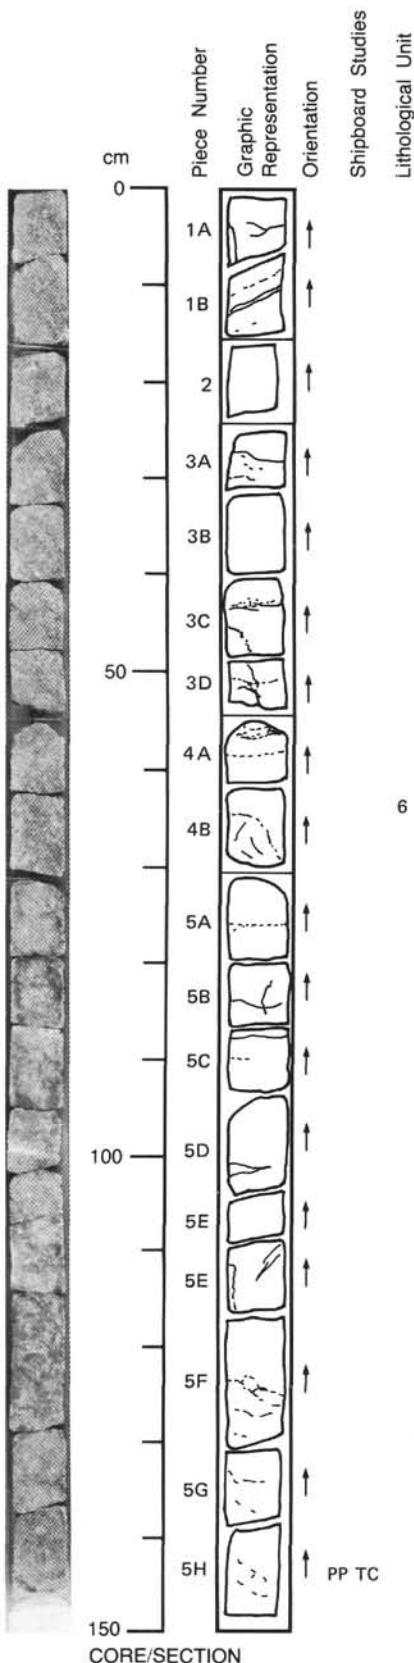 cm
Piece Number
Graphic
Representation
Orientation
Shipboard Studies
Lithological Unit
0
1A
1B
2
3A
3B
3C
50
3D
4A
6
4B
5A
5B
5C
100
5D
5E
5E
5F
5G
5H PP TC
150
CORE/SECTION